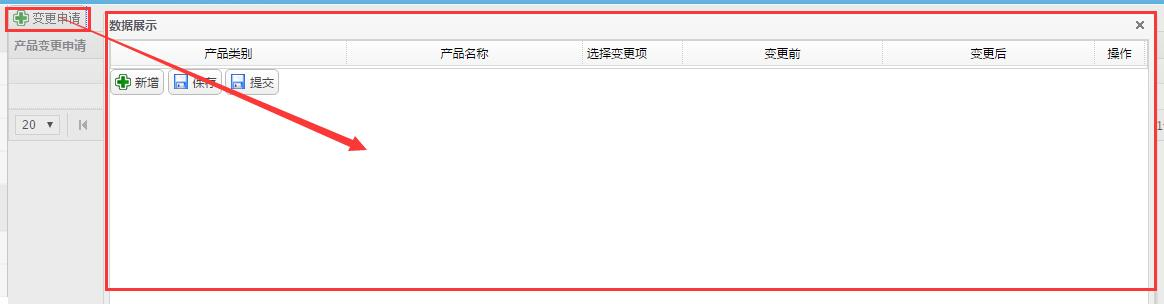 变更申请
产品变更申请
20
数据展示
产品类别 产品名称 选择变更项 变更前 变更后 操作
新增 保存 提交